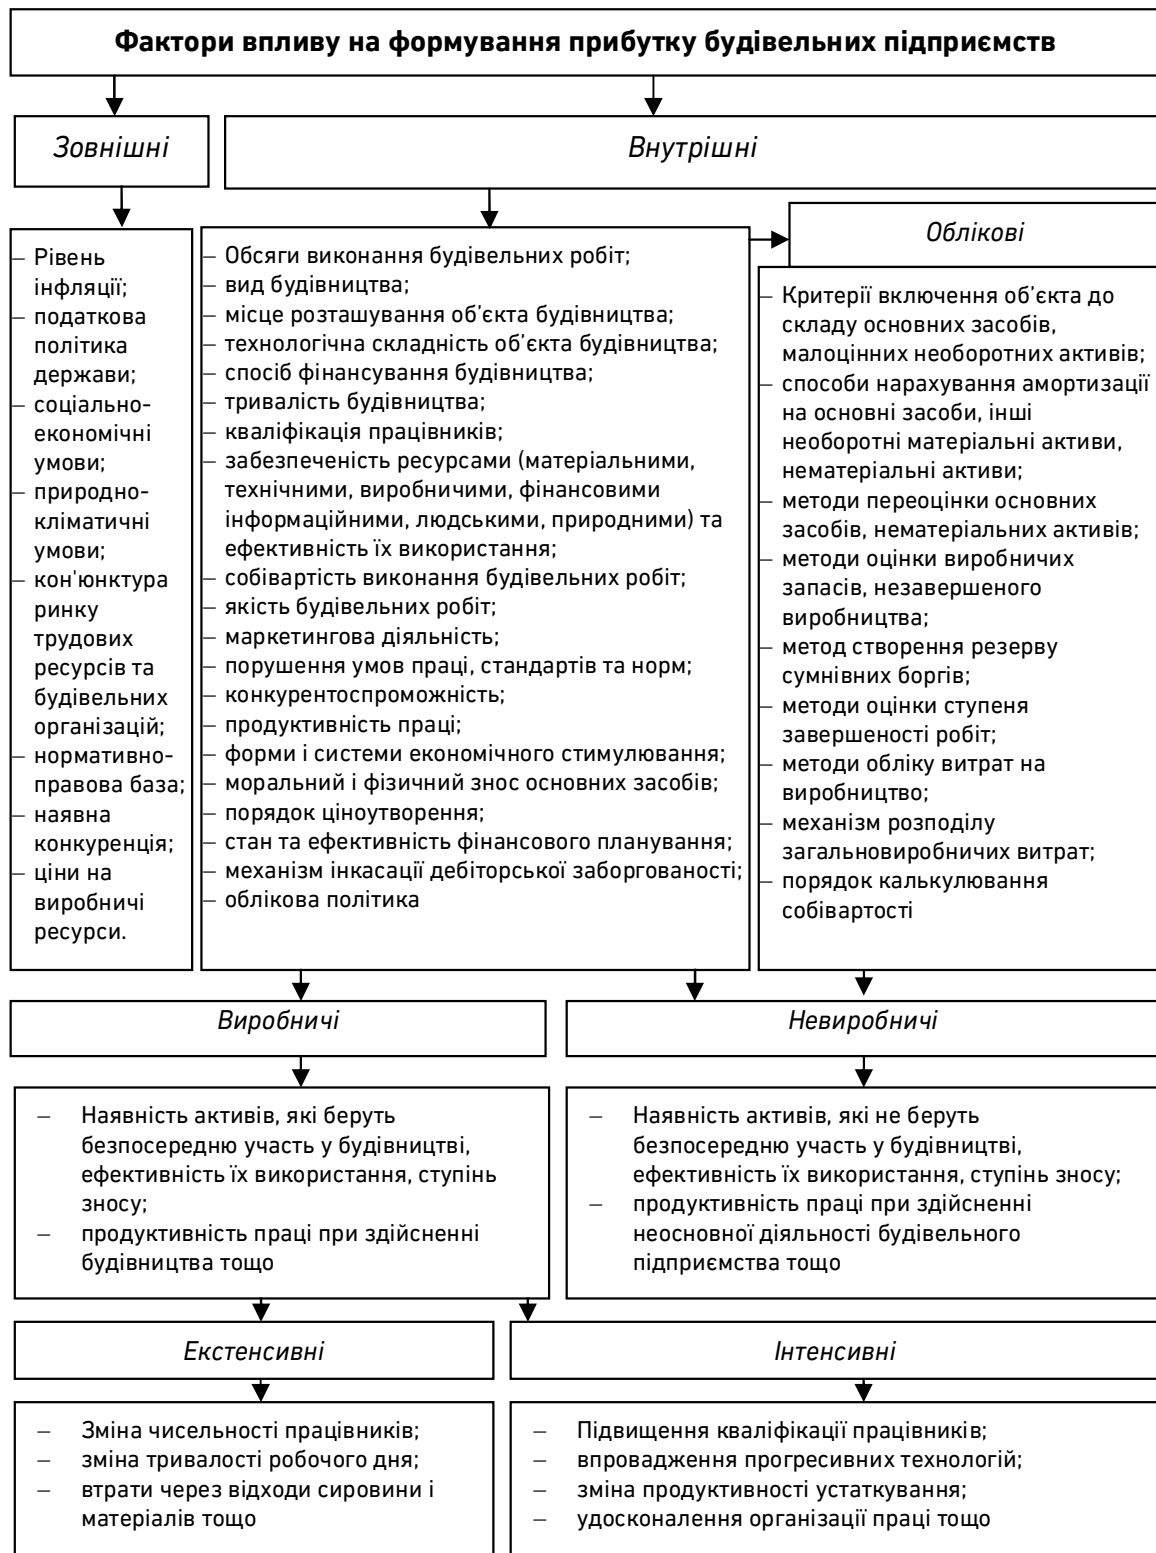 Фактори впливу на формування прибутку будівельних підприємств
Зовнішні
Внутрішні
– Рівень
інфляції;
– податкова
політика
держави;
– соціально-
економічні
умови;
– природно-
кліматичні
умови;
– кон'юнктура
ринку
трудових
ресурсів та
будівельних
організацій;
– нормативно-
правова база;
– наявна
конкуренція;
– ціни на
виробничі
ресурси.
– Обсяги виконання будівельних робіт;
– вид будівництва;
– місце розташування об’єкта будівництва;
– технологічна складність об’єкта будівництва;
– спосіб фінансування будівництва;
– тривалість будівництва;
– кваліфікація працівників;
– забезпеченість ресурсами (матеріальними,
технічними, виробничими, фінансовими
інформаційними, людськими, природними) та
ефективність їх використання;
– собівартість виконання будівельних робіт;
– якість будівельних робіт;
– маркетингова діяльність;
– порушення умов праці, стандартів та норм;
– конкурентоспроможність;
– продуктивність праці;
– форми і системи економічного стимулювання;
– моральний і фізичний знос основних засобів;
– порядок ціноутворення;
– стан та ефективність фінансового планування;
– механізм інкасації дебіторської заборгованості;
– облікова політика
Облікові
– Критерії включення об’єкта до
складу основних засобів,
малоцінних необоротних активів;
– способи нарахування амортизації
на основні засоби, інші
необоротні матеріальні активи,
нематеріальні активи;
– методи переоцінки основних
засобів, нематеріальних активів;
– методи оцінки виробничих
запасів, незавершеного
виробництва;
– метод створення резерву
сумнівних боргів;
– методи оцінки ступеня
завершеності робіт;
– методи обліку витрат на
виробництво;
– механізм розподілу
загальновиробничих витрат;
– порядок калькулювання
собівартості
Виробничі
Невиробничі
– Наявність активів, які беруть
безпосередню участь у будівництві,
ефективність їх використання, ступінь
зносу;
– продуктивність праці при здійсненні
будівництва тощо
– Наявність активів, які не беруть
безпосередню участь у будівництві,
ефективність їх використання, ступінь зносу;
– продуктивність праці при здійсненні
неосновної діяльності будівельного
підприємства тощо
Екстенсивні
Інтенсивні
– Зміна чисельності працівників;
– зміна тривалості робочого дня;
– втрати через відходи сировини і
матеріалів тощо
– Підвищення кваліфікації працівників;
– впровадження прогресивних технологій;
– зміна продуктивності устаткування;
– удосконалення організації праці тощо